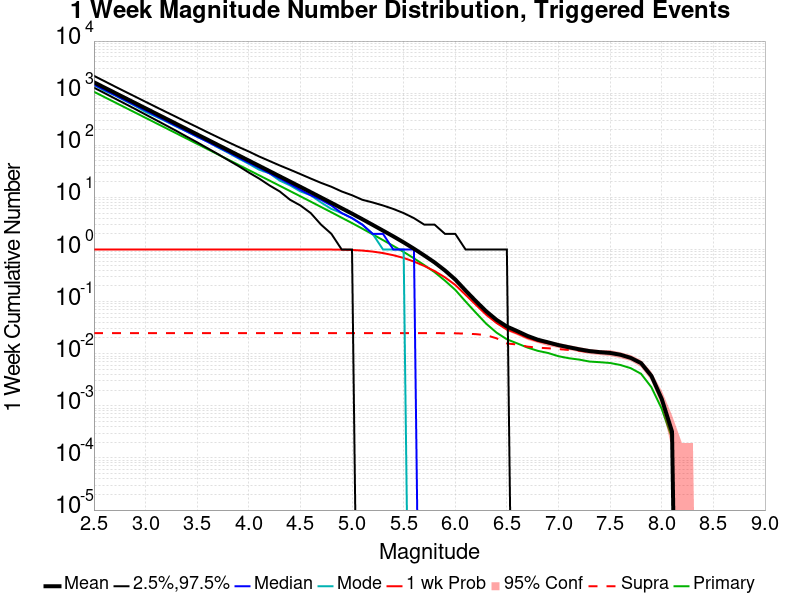 1 Week Magnitude Number Distribution, Triggered Events
1 Week Cumulative Number
10^4
10^3
10^2
10^1
10^0
10^-1
10^-2
10^-3
10^-4
10^-5
2.5 3.0 3.5 4.0 4.5 5.0 5.5 6.0 6.5 7.0 7.5 8.0 8.5 9.0
Magnitude
Mean 2.5%,97.5% Median Mode 1 wk Prob 95% Conf Supra Primary